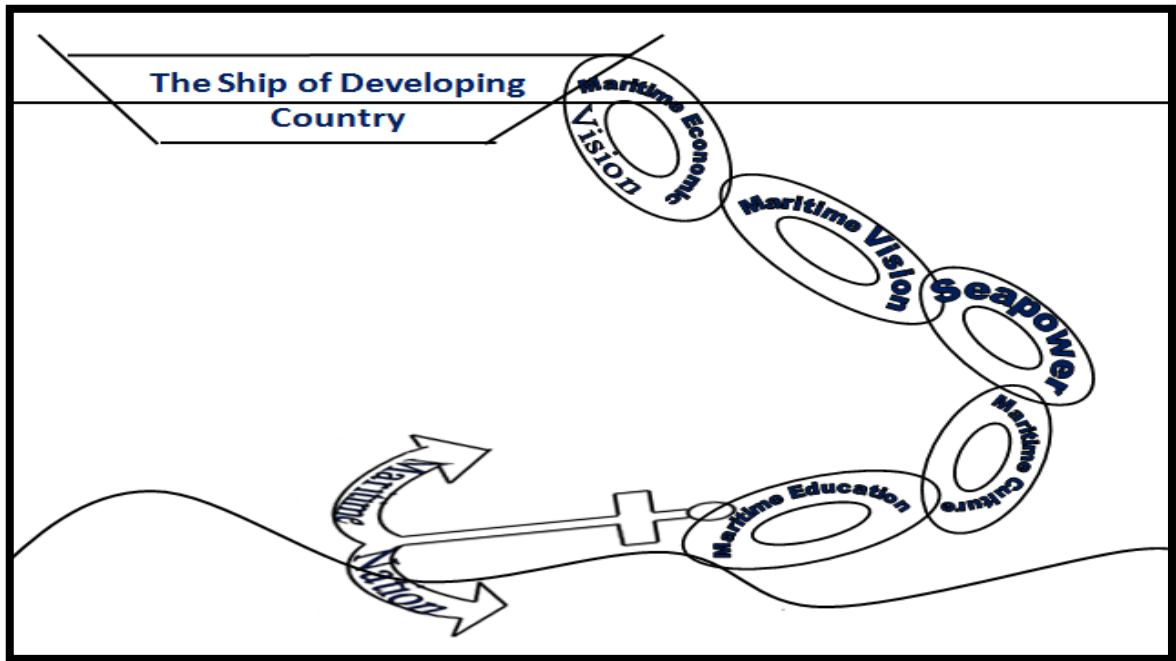 The Ship of Developing
Country
Maritime Economic
Vision
Maritime Vision
Seapower
Maritime Culture
Maritime Education
Maritime
Nation